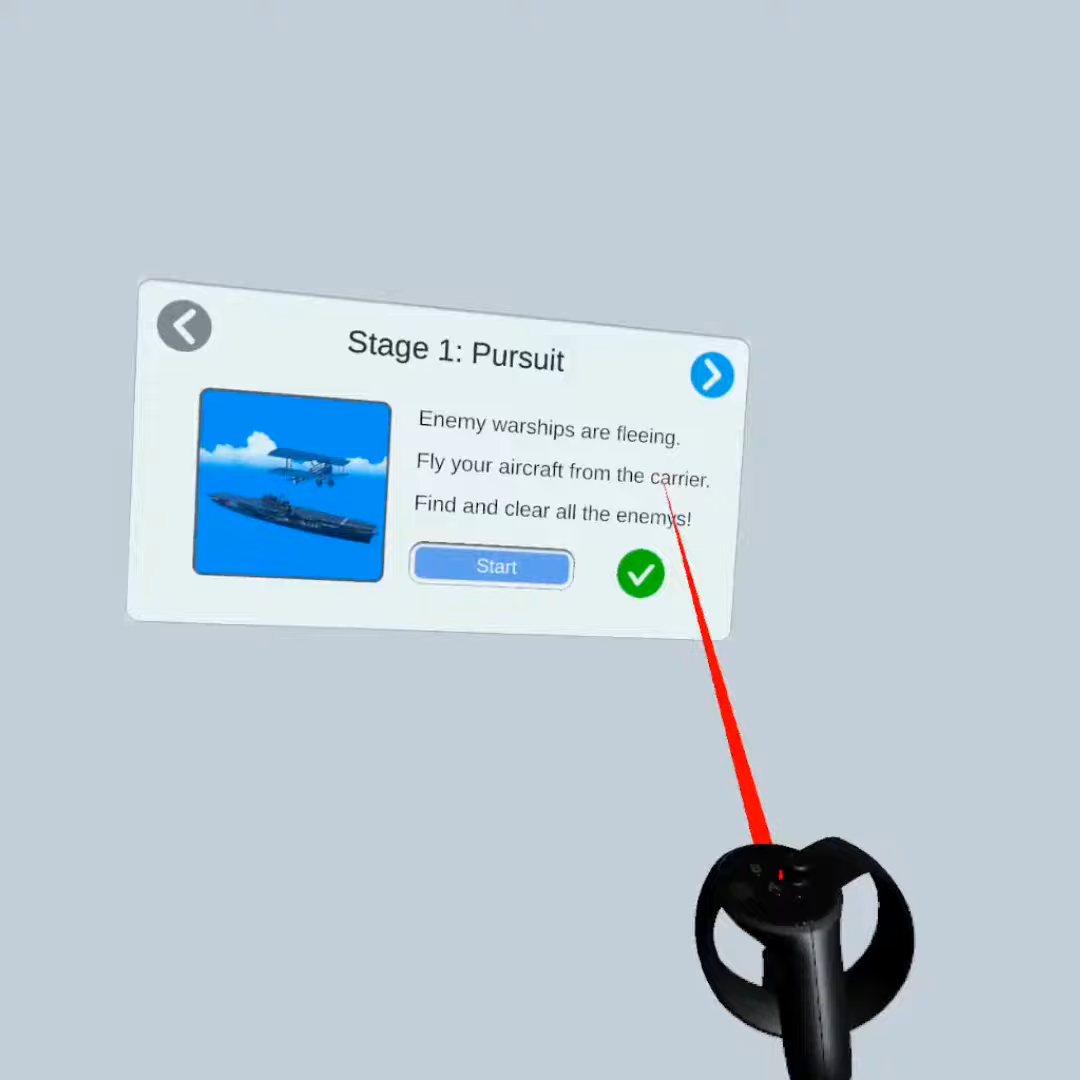 Stage 1: Pursuit
Enemy warships are fleeing.
Fly your aircraft from the carrier.
Find and clear all the enemys!
Start